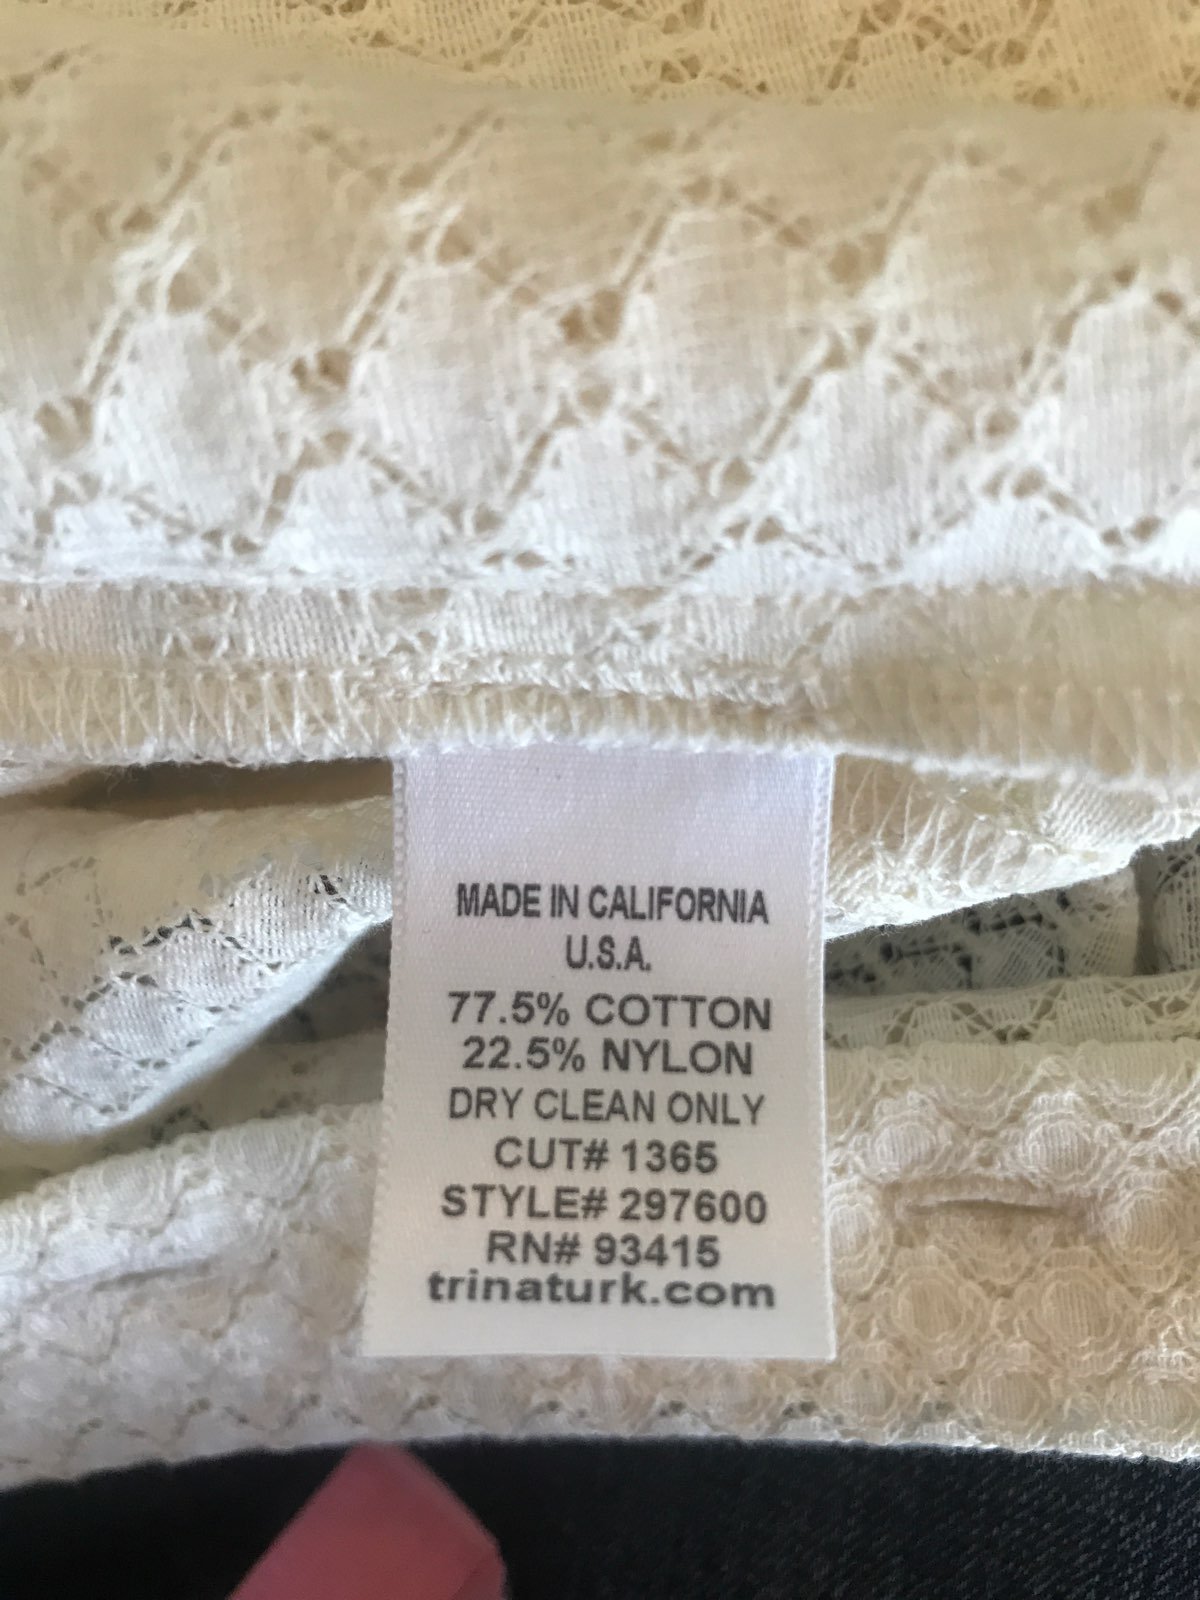 MADE IN CALIFORNIA
U.S.A.
77.5% COTTON
22.5% NYLON
DRY CLEAN ONLY
CUT# 1365
STYLE# 297600
RN# 93415
trinaturk.com